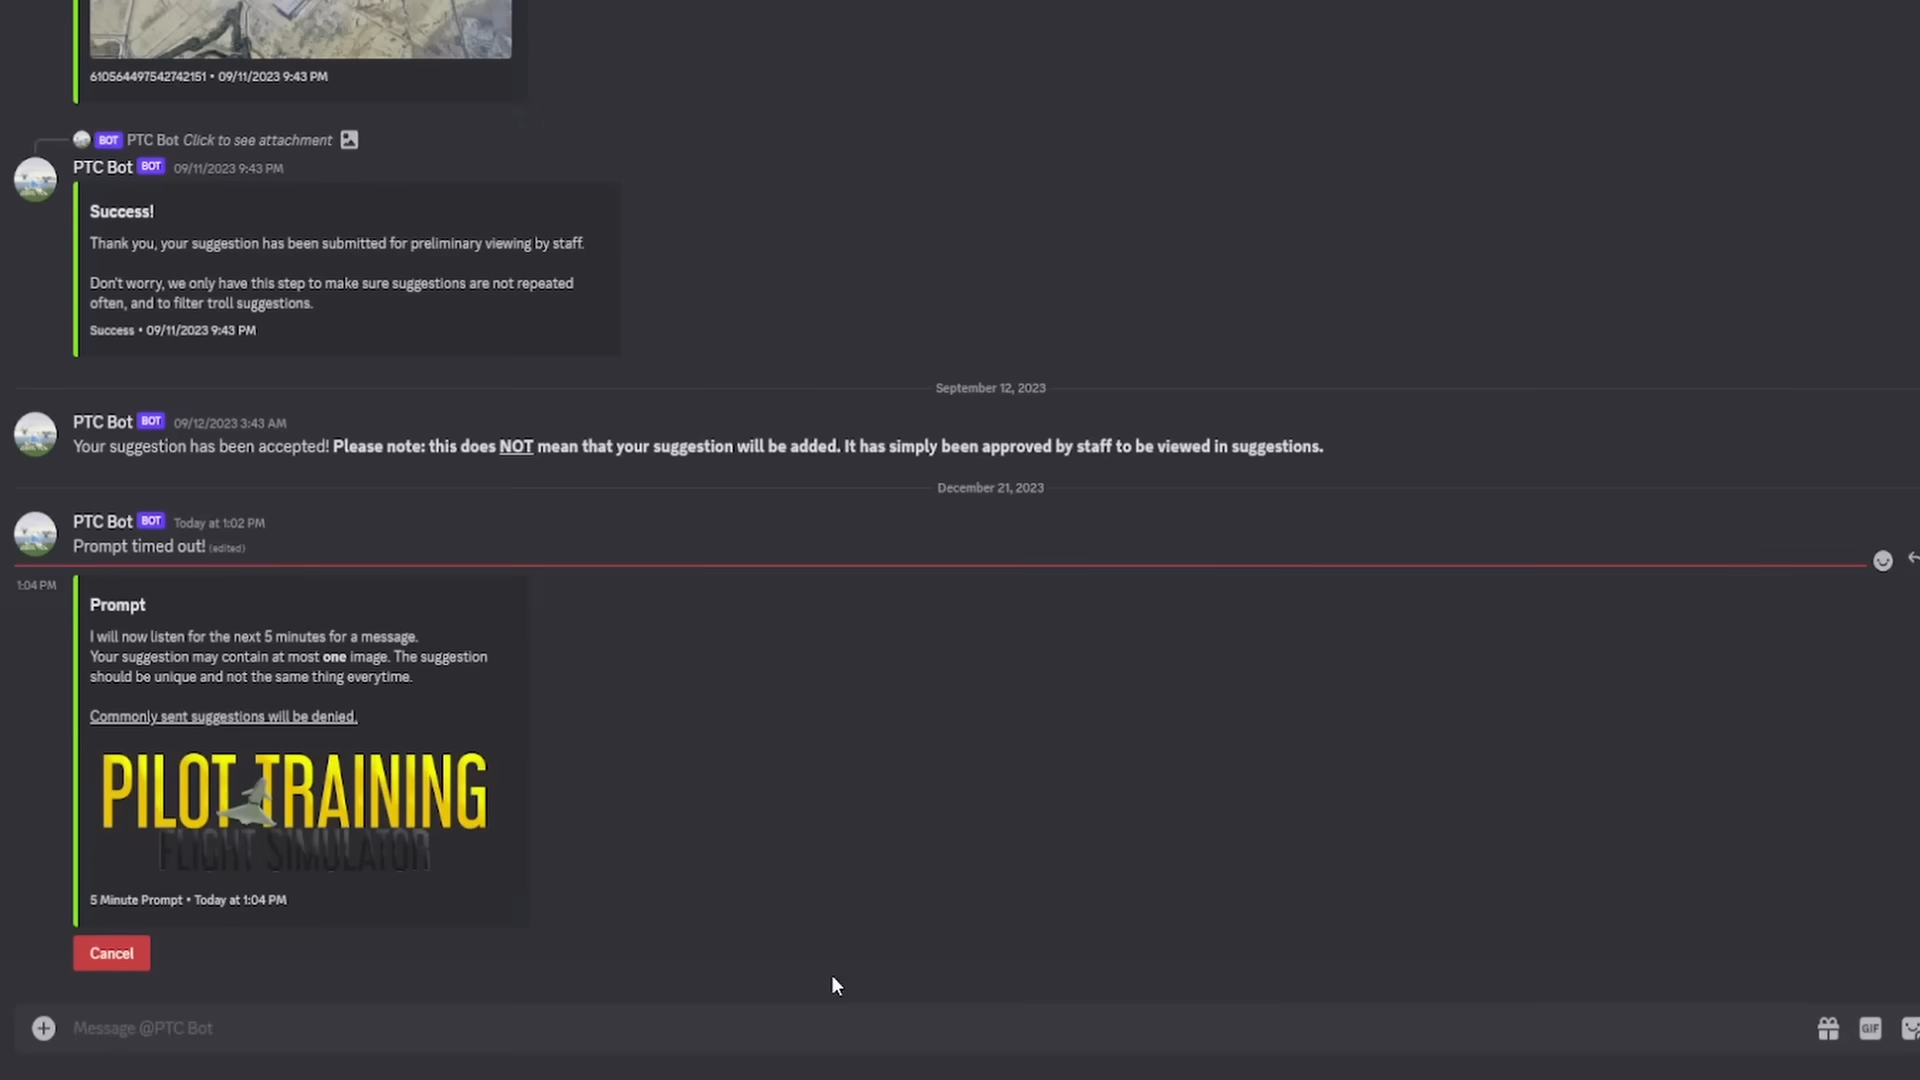 610564497542742151 • 09/11/2023 9:43 PM
BOT PTC Bot Click to see attachment
PTC Bot BOT 09/11/2023 9:43 PM
Success!
Thank you, your suggestion has been submitted for preliminary viewing by staff.
Don't worry, we only have this step to make sure suggestions are not repeated
often, and to filter troll suggestions.
Success • 09/11/2023 9:43 PM
September 12, 2023
PTC Bot BOT 09/12/2023 3:43 AM
Your suggestion has been accepted! Please note: this does NOT mean that your suggestion will be added. It has simply been approved by staff to be viewed in suggestions.
December 21, 2023
PTC Bot BOT Today at 1:02 PM
Prompt timed out! (edited)
1:04 PM
Prompt
I will now listen for the next 5 minutes for a message.
Your suggestion may contain at most one image. The suggestion
should be unique and not the same thing everytime.
Commonly sent suggestions will be denied.
PILOT TRAINING
FLIGHT SIMULATOR
5 Minute Prompt • Today at 1:04 PM
Cancel
Message @PTC Bot
GIF